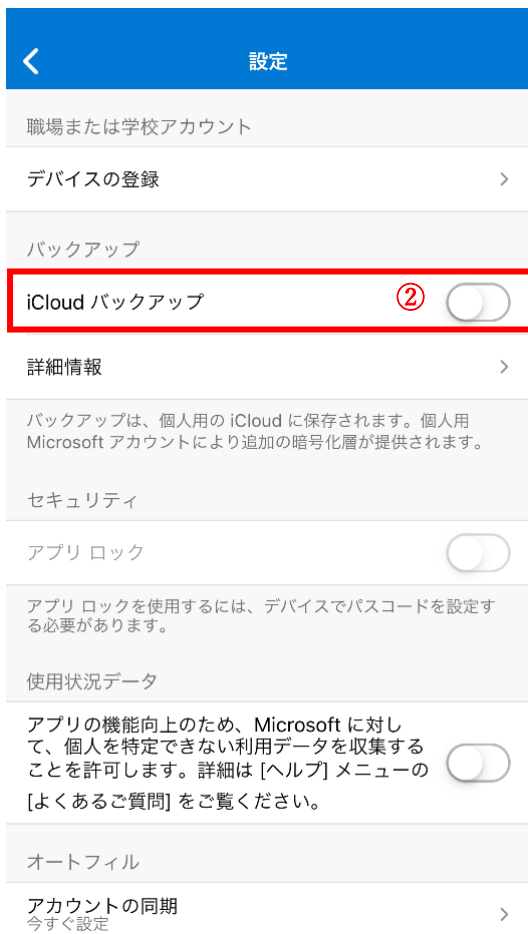 設定
職場または学校アカウント
デバイスの登録
バックアップ
iCloud バックアップ ②
詳細情報
バックアップは、個人用の iCloud に保存されます。個人用
Microsoft アカウントにより追加の暗号化層が提供されます。
セキュリティ
アプリ ロック
アプリ ロックを使用するには、デバイスでパスコードを設定す
る必要があります。
使用状況データ
アプリの機能向上のため、Microsoft に対し
て、個人を特定できない利用データを収集する
ことを許可します。詳細は [ヘルプ] メニューの
[よくあるご質問] をご覧ください。
オートフィル
アカウントの同期
今すぐ設定